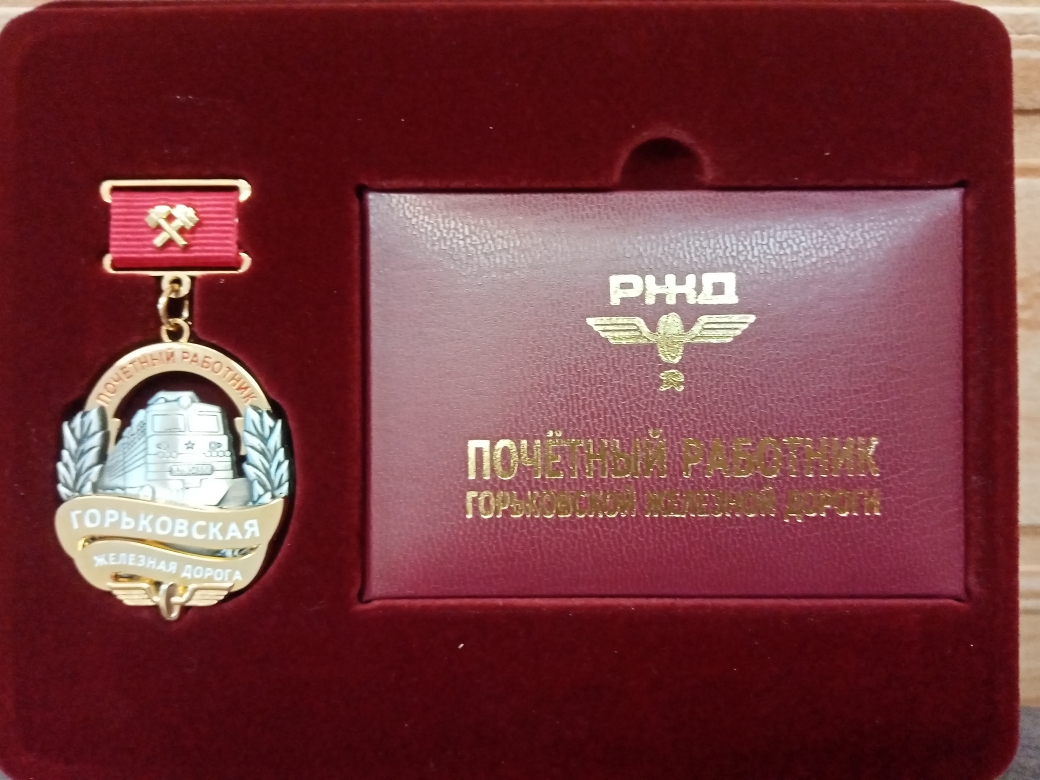 ПОЧЁТНЫЙ РАБОТНИК
ГОРЬКОВСКАЯ
ЖЕЛЕЗНАЯ ДОРОГА
РЖД
ПОЧЁТНЫЙ РАБОТНИК
ГОРЬКОВСКОЙ ЖЕЛЕЗНОЙ ДОРОГИ